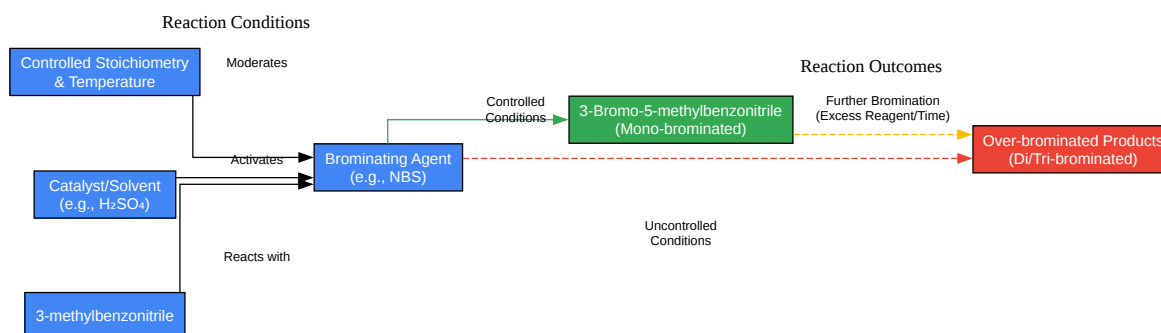 Reaction Conditions
Controlled Stoichiometry
& Temperature
Moderates
Reaction Outcomes
Controlled
Conditions
3-Bromo-5-methylbenzonitrile
(Mono-brominated)
Further Bromination
(Excess Reagent/Time)
Over-brominated Products
(Di/Tri-brominated)
Activates
Brominating Agent
(e.g., NBS)
Catalyst/Solvent
(e.g., H₂SO₄)
Uncontrolled
Conditions
Reacts with
3-methylbenzonitrile